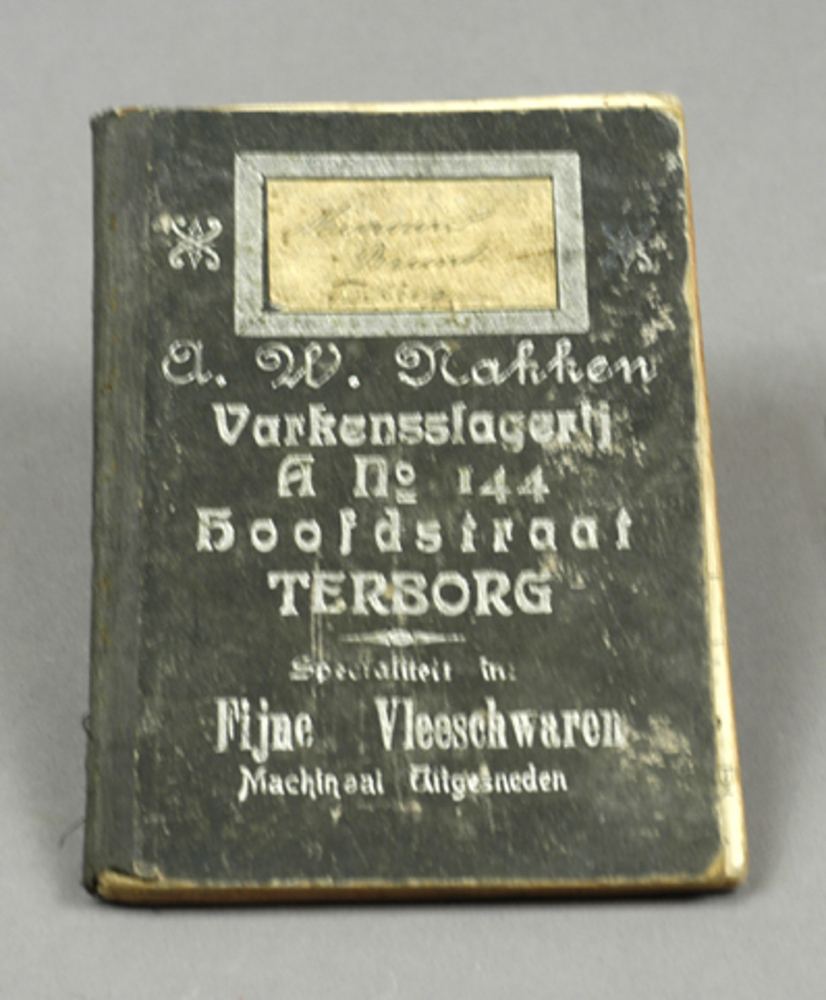 A. W. Nakken
Varkensslagerij
A No 144
Hoofdstraat
TERBORG
Specialiteit in:
Fijne Vleeschwaren
Machinaal Uitgesneden